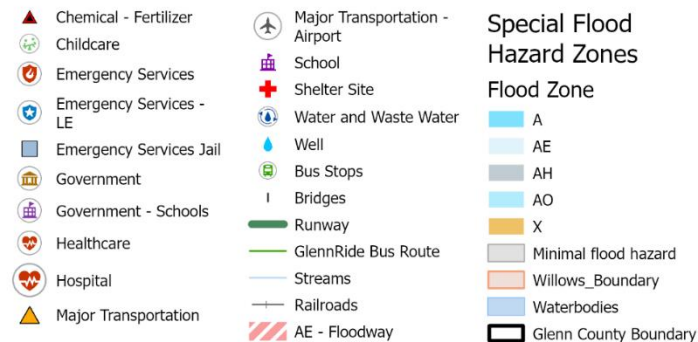 Chemical - Fertilizer
Childcare
Emergency Services
Emergency Services -
LE
Emergency Services Jail
Government
Government - Schools
Healthcare
Hospital
Major Transportation
Major Transportation -
Airport
School
Shelter Site
Water and Waste Water
Well
Bus Stops
Bridges
Runway
GlennRide Bus Route
Streams
Railroads
AE - Floodway
Special Flood
Hazard Zones
Flood Zone
A
AE
AH
AO
X
Minimal flood hazard
Willows_Boundary
Waterbodies
Glenn County Boundary